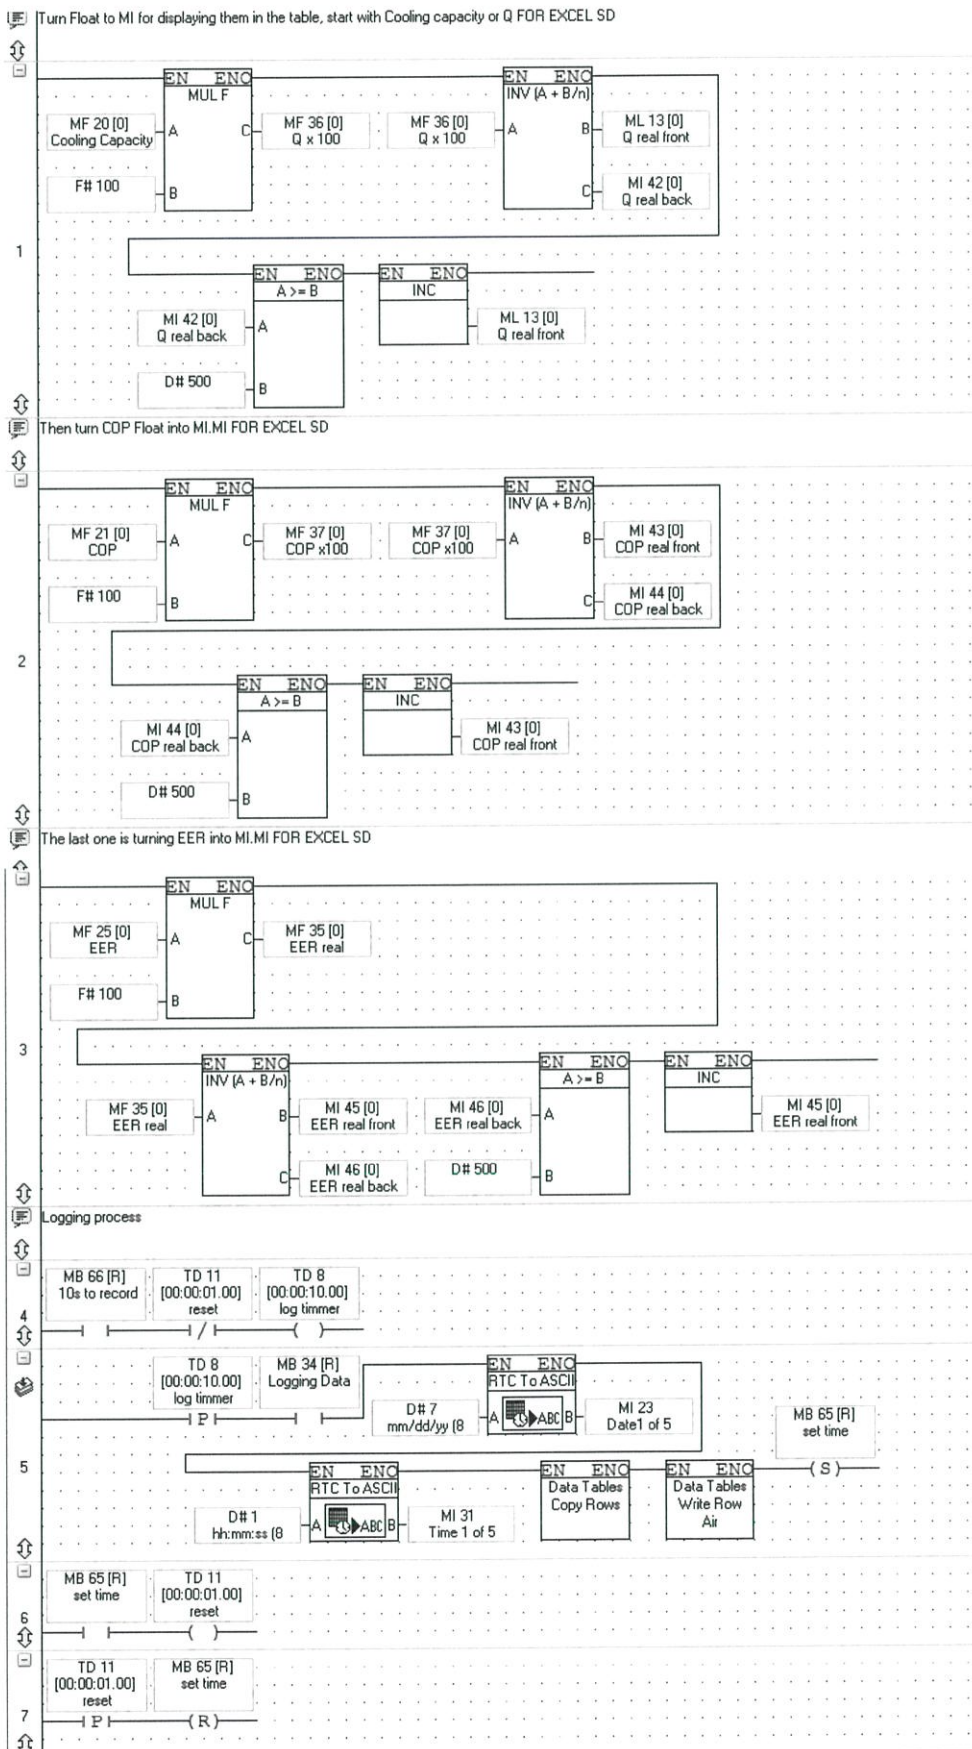 Turn Float to MI for displaying them in the table, start with Cooling capacity or Q FOR EXCEL SD
EN ENO
MUL F
EN ENO
INV (A + B/n)
MF 20 [0]
Cooling Capacity
A
C
MF 36 [0]
Q x 100
MF 36 [0]
Q x 100
A
B
ML 13 [0]
Q real front
F# 100
B
C
MI 42 [0]
Q real back
1
EN ENO
A >= B
EN ENO
INC
MI 42 [0]
Q real back
A
ML 13 [0]
Q real front
D# 500
B
Then turn COP Float into MI.MI FOR EXCEL SD
EN ENO
MUL F
EN ENO
INV (A + B/n)
MF 21 [0]
COP
A
C
MF 37 [0]
COP x100
MF 37 [0]
COP x100
A
B
MI 43 [0]
COP real front
F# 100
B
C
MI 44 [0]
COP real back
2
EN ENO
A >= B
EN ENO
INC
MI 44 [0]
COP real back
A
MI 43 [0]
COP real front
D# 500
B
The last one is turning EER into MI.MI FOR EXCEL SD
EN ENO
MUL F
MF 25 [0]
EER
A
C
MF 35 [0]
EER real
F# 100
B
3
EN ENO
INV (A + B/n)
EN ENO
A >= B
EN ENO
INC
MF 35 [0]
EER real
A
B
MI 45 [0]
EER real front
MI 46 [0]
EER real back
A
MI 45 [0]
EER real front
C
MI 46 [0]
EER real back
D# 500
B
Logging process
MB 66 [R]
10s to record
TD 11
[00:00:01.00]
reset
TD 8
[00:00:10.00]
log timmer
4
TD 8
[00:00:10.00]
log timmer
P
MB 34 [R]
Logging Data
EN ENO
RTC To ASCII
D# 7
mm/dd/yy (8
A
ABC
B
MI 23
Date1 of 5
MB 65 [R]
set time
(S)
5
EN ENO
RTC To ASCII
D# 1
hh:mm:ss (8
A
ABC
B
MI 31
Time 1 of 5
EN ENO
Data Tables
Copy Rows
EN ENO
Data Tables
Write Row
Air
MB 65 [R]
set time
TD 11
[00:00:01.00]
reset
6
TD 11
[00:00:01.00]
reset
P
MB 65 [R]
set time
(R)
7